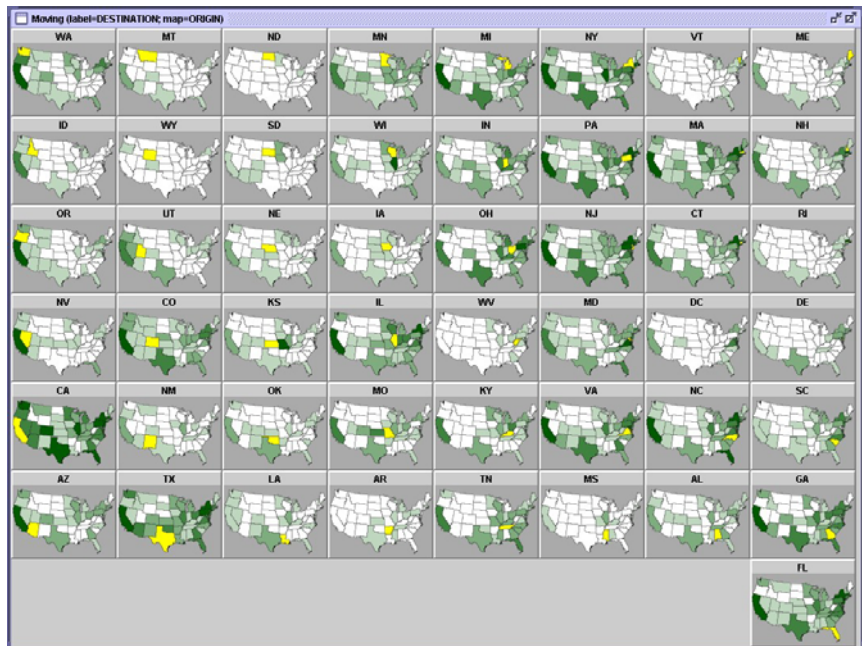 Moving (label=DESTINATION; map=ORIGIN)
WA MT ND MN MI NY VT ME
ID WY SD WI IN PA MA NH
OR UT NE IA OH NJ CT RI
NV CO KS IL WV MD DC DE
CA NM OK MO KY VA NC SC
AZ TX LA AR TN MS AL GA
FL